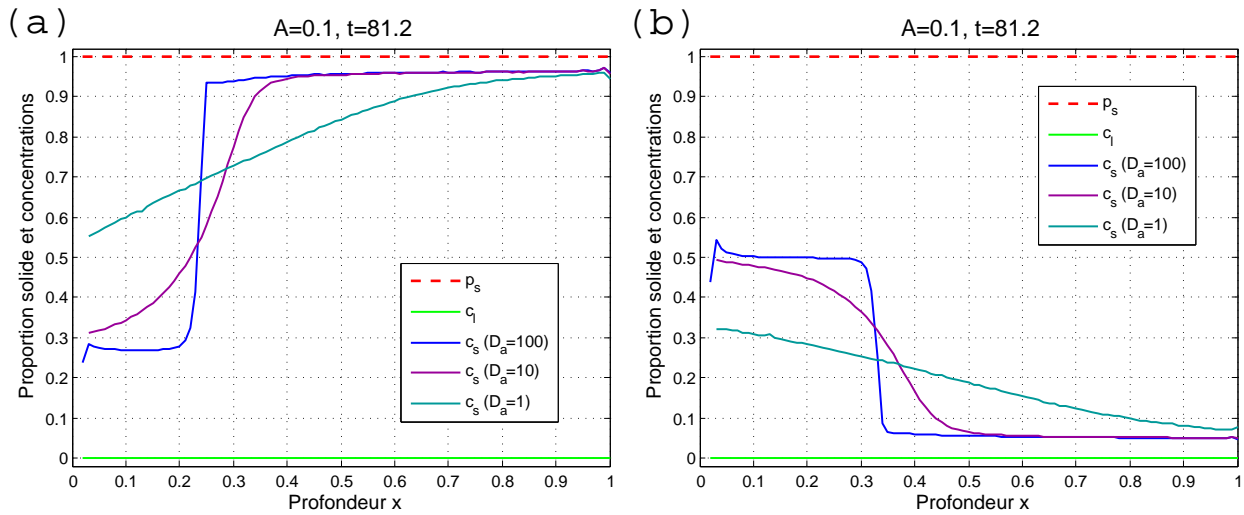 (a)
A=0.1, t=81.2
Proportion solide et concentrations
1
0.9
0.8
0.7
0.6
0.5
0.4
0.3
0.2
0.1
0
0 0.1 0.2 0.3 0.4 0.5 0.6 0.7 0.8 0.9 1
Profondeur x
p_s
c_l
c_s (D_a=100)
c_s (D_a=10)
c_s (D_a=1)
(b)
A=0.1, t=81.2
Proportion solide et concentrations
1
0.9
0.8
0.7
0.6
0.5
0.4
0.3
0.2
0.1
0
0 0.1 0.2 0.3 0.4 0.5 0.6 0.7 0.8 0.9 1
Profondeur x
p_s
c_l
c_s (D_a=100)
c_s (D_a=10)
c_s (D_a=1)